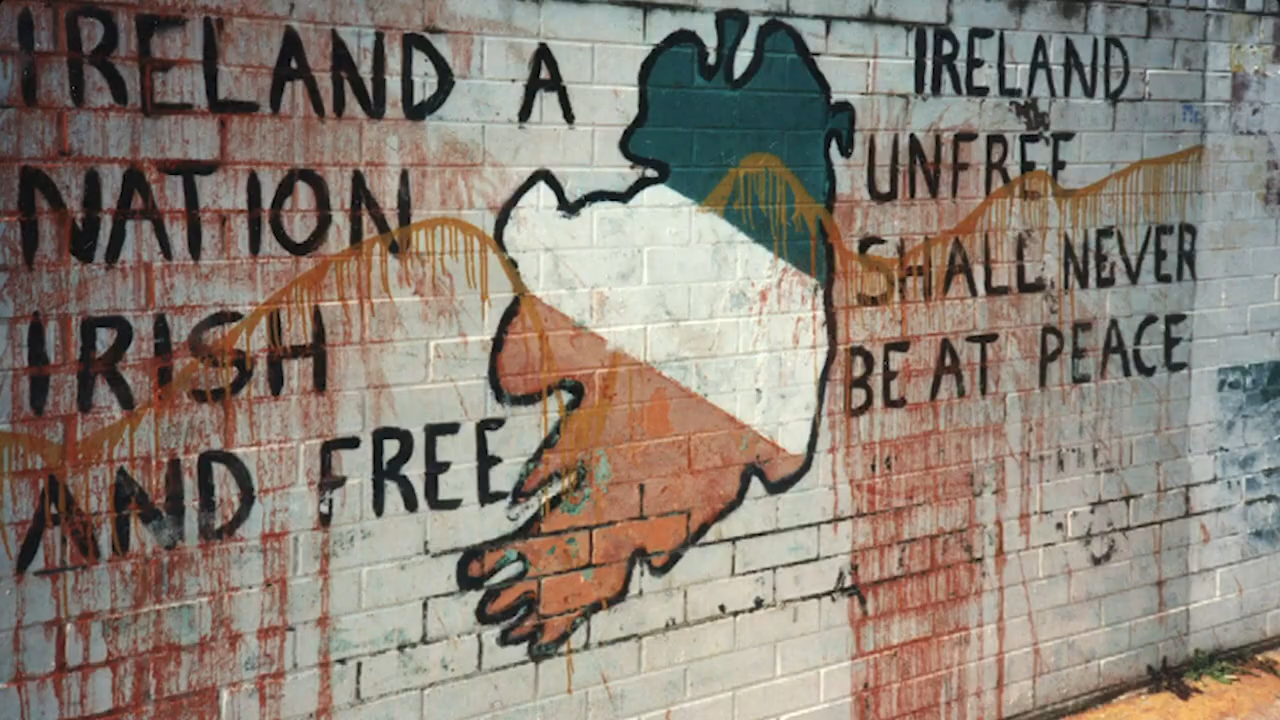 IRELAND A
NATION
IRISH
AND FREE
IRELAND
UNFREE
SHALL NEVER
BE AT PEACE